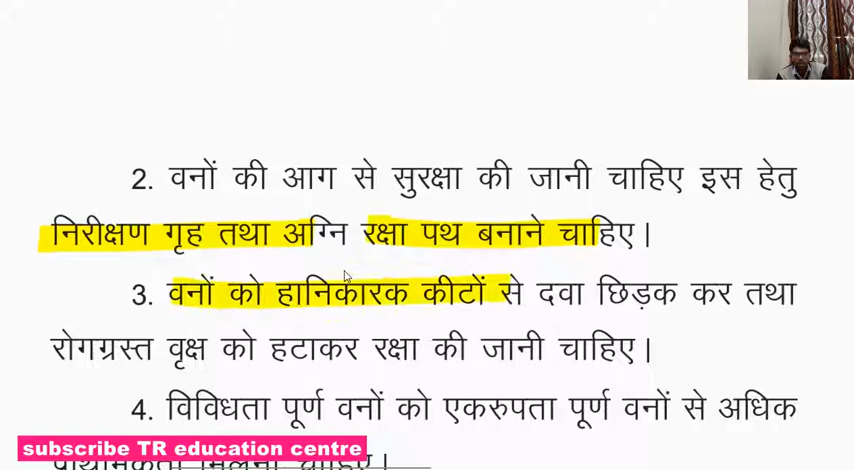 2. वनों की आग से सुरक्षा की जानी चाहिए इस हेतु
निरीक्षण गृह तथा अग्नि रक्षा पथ बनाने चाहिए।
3. वनों को हानिकारक कीटों से दवा छिड़क कर तथा
रोगग्रस्त वृक्ष को हटाकर रक्षा की जानी चाहिए।
4. विविधता पूर्ण वनों को एकरुपता पूर्ण वनों से अधिक
subscribe TR education centre